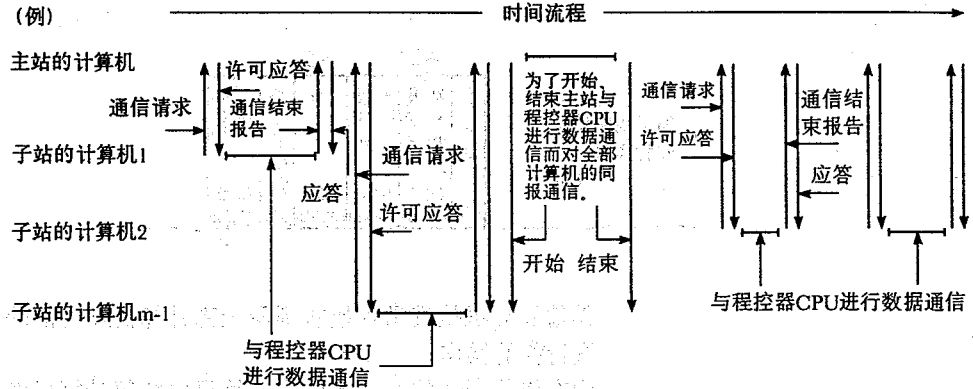 (例)
时间流程
主站的计算机
许可应答
通信请求
通信结束
报告
子站的计算机1
应答
通信请求
许可应答
子站的计算机2
子站的计算机m-1
与程控器CPU
进行数据通信
为了开始、
结束主站与
程控器CPU
进行数据通
信而对全部
计算机的同
报通信。
开始 结束
通信请求
许可应答
通信结
束报告
应答
与程控器CPU进行数据通信